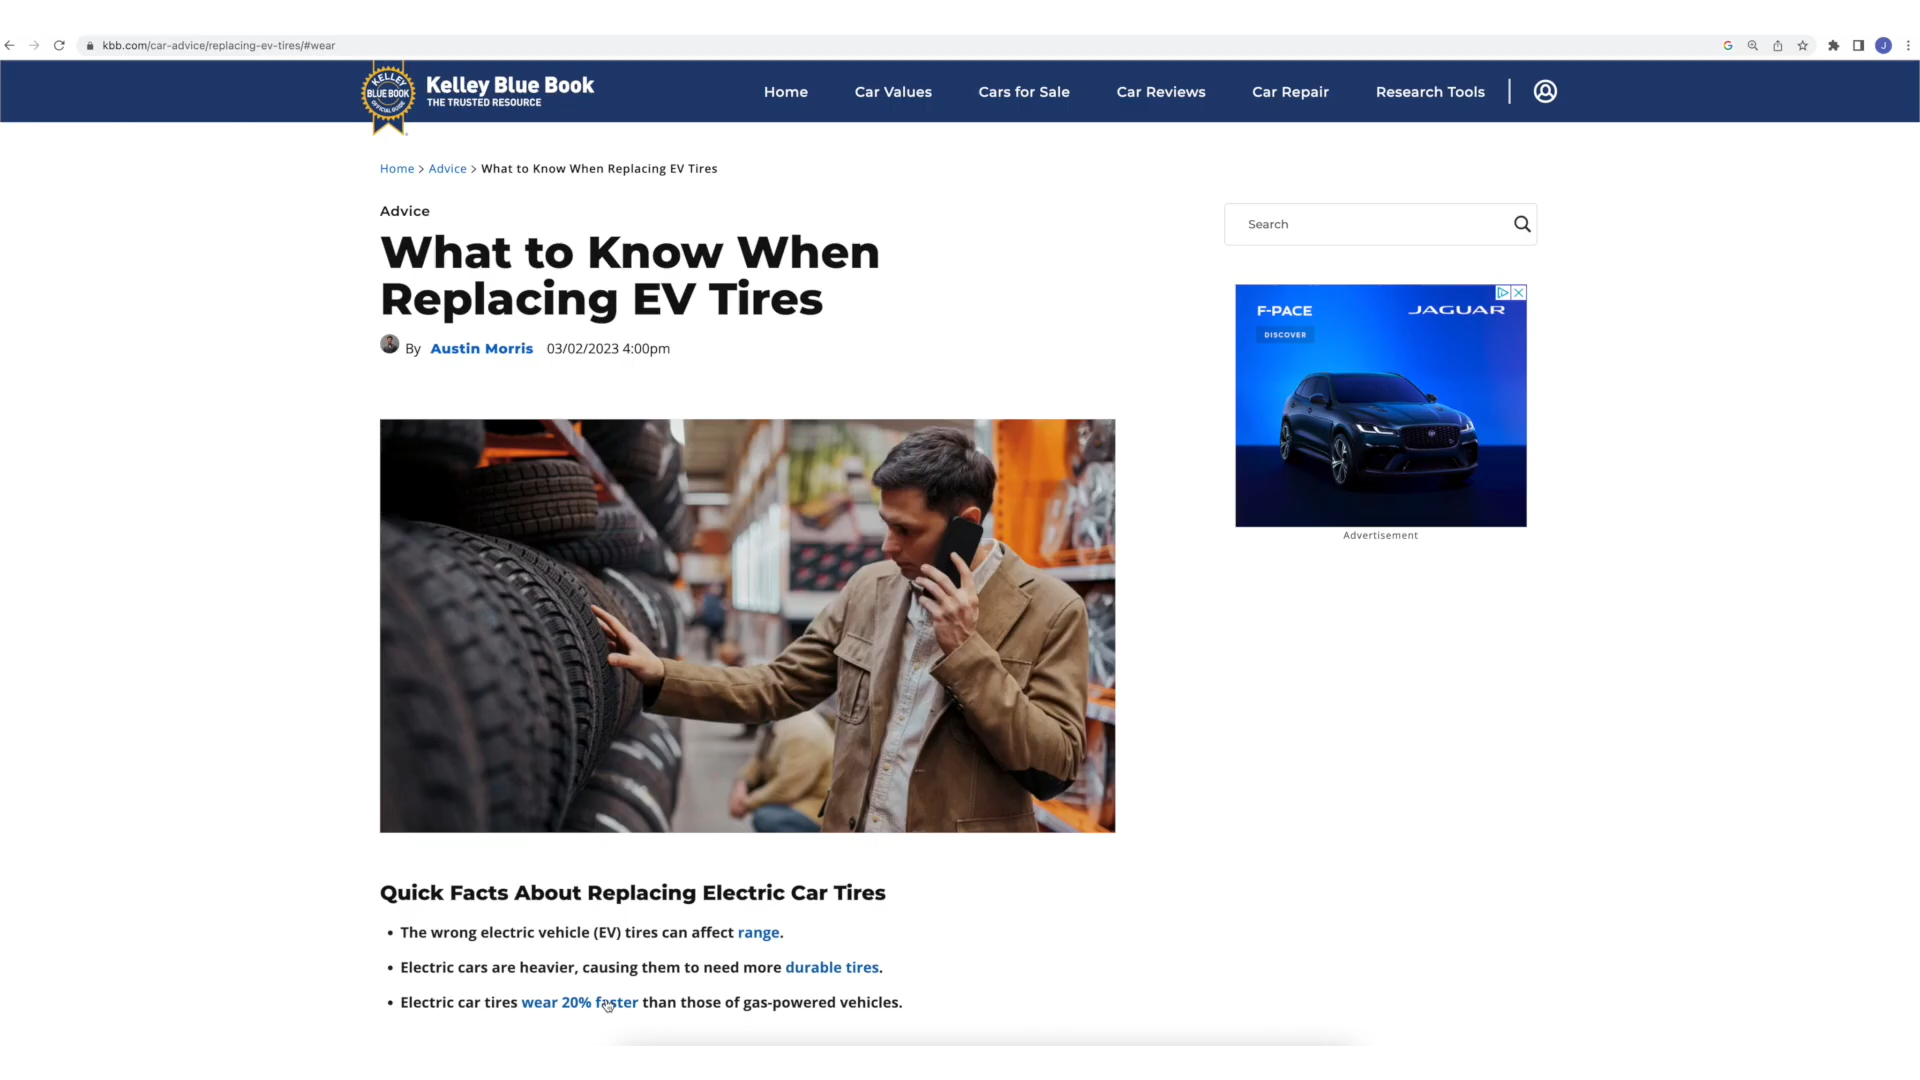 kbb.com/car-advice/replacing-ev-tires/#wear
J
KELLEY
BLUE BOOK
OFFICIAL GUIDE
Kelley Blue Book
THE TRUSTED RESOURCE
Home
Car Values
Cars for Sale
Car Reviews
Car Repair
Research Tools
Home > Advice > What to Know When Replacing EV Tires
Advice
What to Know When
Replacing EV Tires
By Austin Morris 03/02/2023 4:00pm
Search
F-PACE
JAGUAR
DISCOVER
Advertisement
Quick Facts About Replacing Electric Car Tires
• The wrong electric vehicle (EV) tires can affect range.
• Electric cars are heavier, causing them to need more durable tires.
• Electric car tires wear 20% faster than those of gas-powered vehicles.